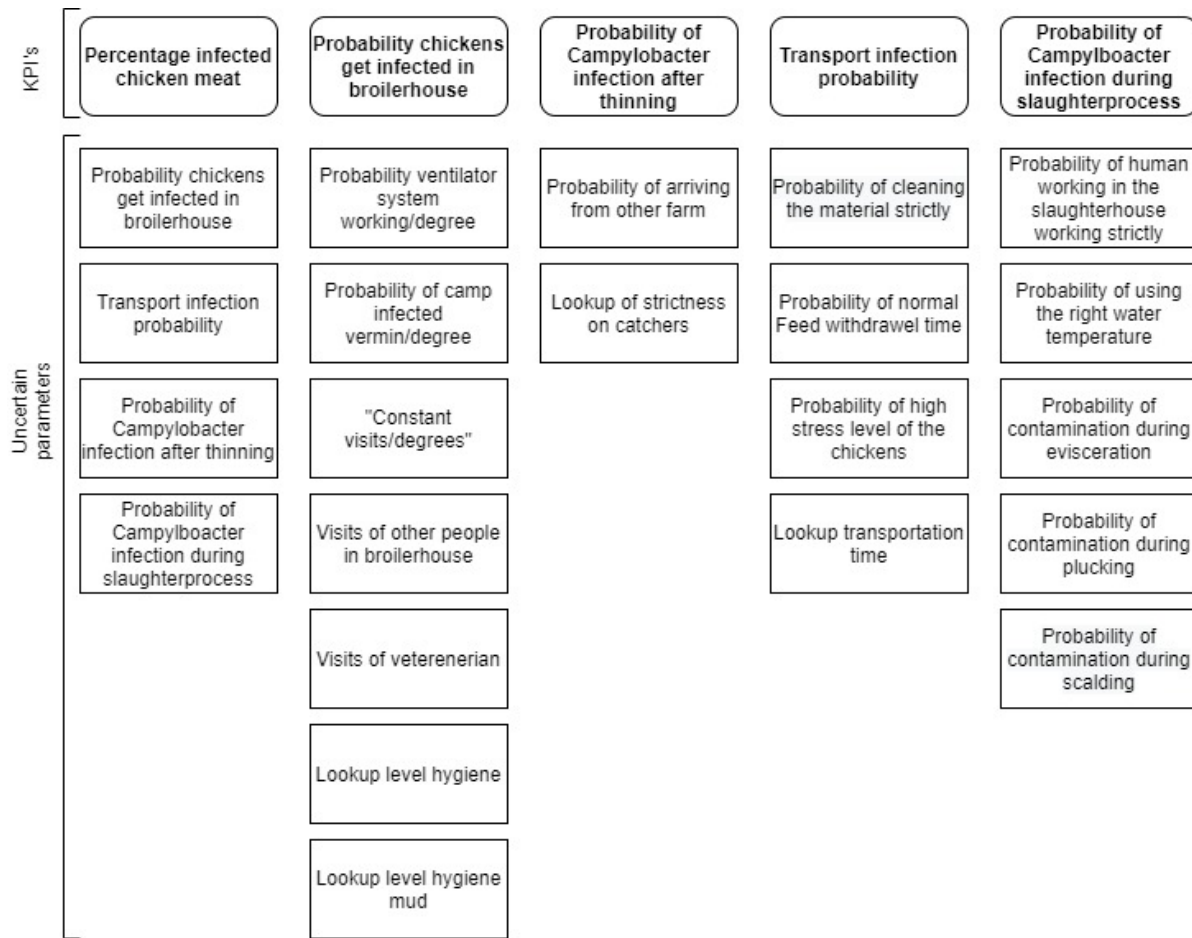 KPI's
Percentage infected
chicken meat
Probability chickens
get infected in
broilerhouse
Probability of
Campylobacter
infection after
thinning
Transport infection
probability
Probability of
Campylboacter
infection during
slaughterprocess
Uncertain
parameters
Probability chickens
get infected in
broilerhouse
Transport infection
probability
Probability of
Campylobacter
infection after thinning
Probability of
Campylboacter
infection during
slaughterprocess
Probability ventilator
system
working/degree
Probability of camp
infected
vermin/degree
"Constant
visits/degrees"
Visits of other people
in broilerhouse
Visits of veterenerian
Lookup level hygiene
Lookup level hygiene
mud
Probability of arriving
from other farm
Lookup of strictness
on catchers
Probability of cleaning
the material strictly
Probability of normal
Feed withdrawel time
Probability of high
stress level of the
chickens
Lookup transportation
time
Probability of human
working in the
slaughterhouse
working strictly
Probability of using
the right water
temperature
Probability of
contamination during
evisceration
Probability of
contamination during
plucking
Probability of
contamination during
scalding